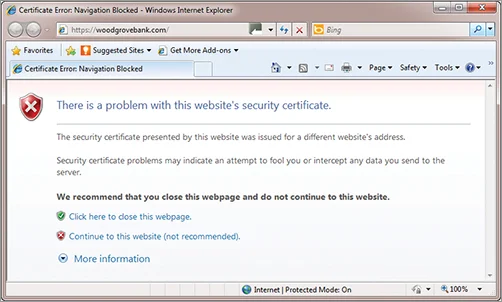 Certificate Error: Navigation Blocked - Windows Internet Explorer
https://woodgrovebank.com/
Bing
Favorites Suggested Sites Get More Add-ons
Certificate Error: Navigation Blocked
Page Safety Tools
There is a problem with this website's security certificate.
The security certificate presented by this website was issued for a different website's address.
Security certificate problems may indicate an attempt to fool you or intercept any data you send to the
server.
We recommend that you close this webpage and do not continue to this website.
Click here to close this webpage.
Continue to this website (not recommended).
More information
Internet | Protected Mode: On
100%